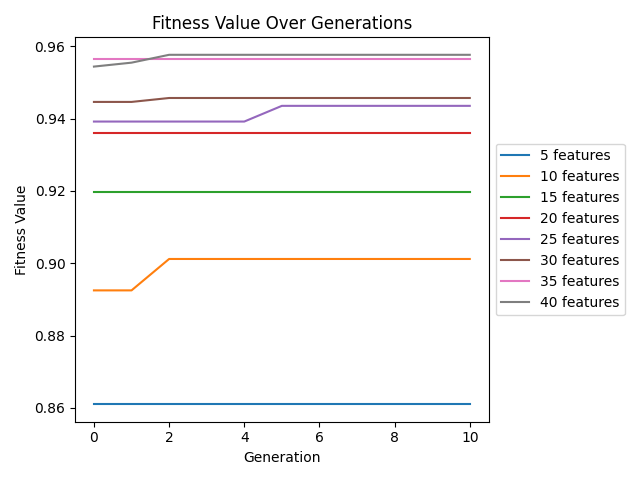 Fitness Value Over Generations
Fitness Value
0.96
0.94
0.92
0.90
0.88
0.86
0
2
4
6
8
10
Generation
5 features
10 features
15 features
20 features
25 features
30 features
35 features
40 features